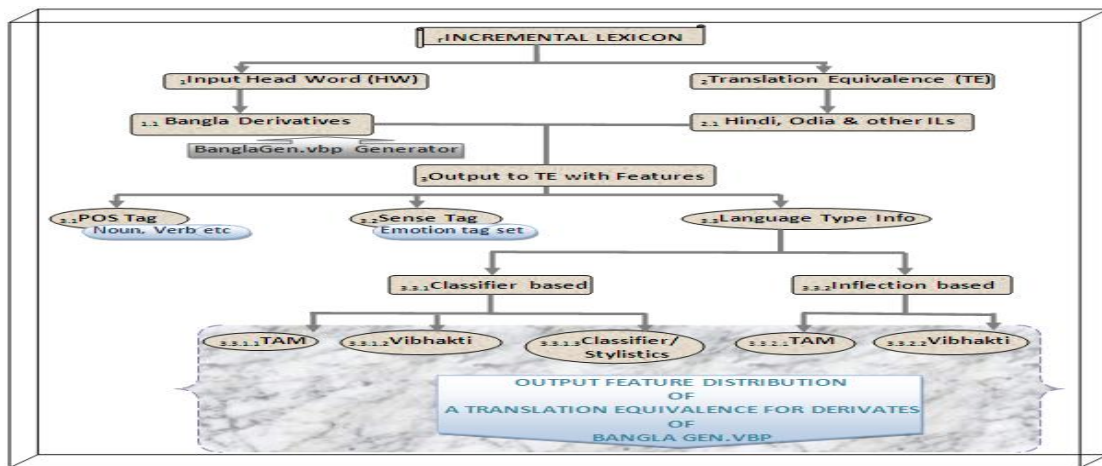 INCREMENTAL LEXICON
1Input Head Word (HW)
2Translation Equivalence (TE)
1.1 Bangla Derivatives
2.1 Hindi, Odia & other ILs
BanglaGen.vbp Generator
3Output to TE with Features
3.1POS Tag
3.2Sense Tag
3.3Language Type Info
Noun, Verb etc
Emotion tag set
3.3.1Classifier based
3.3.2Inflection based
3.3.1.1TAM
3.3.1.2Vibhakti
3.3.1.3Classifier/
Stylistics
3.3.2.1TAM
3.3.2.2Vibhakti
OUTPUT FEATURE DISTRIBUTION
OF
A TRANSLATION EQUIVALENCE FOR DERIVATES
OF
BANGLA GEN.VBP